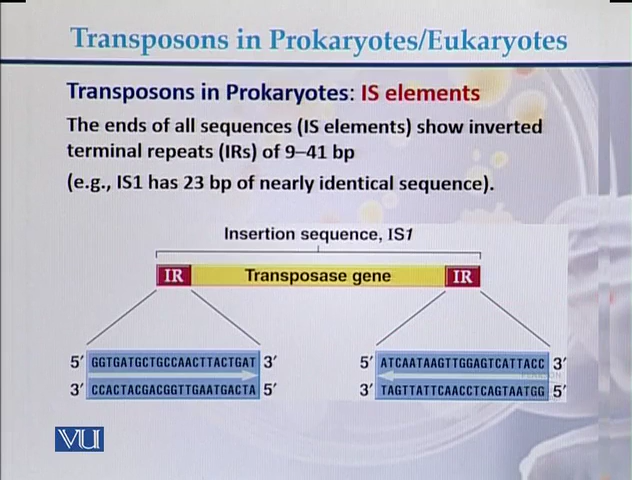 Transposons in Prokaryotes/Eukaryotes
Transposons in Prokaryotes: IS elements
The ends of all sequences (IS elements) show inverted
terminal repeats (IRs) of 9–41 bp
(e.g., IS1 has 23 bp of nearly identical sequence).
Insertion sequence, IS1
IR Transposase gene IR
5′ GGTGATGCTGCCAACTTACTGAT 3′ 5′ ATCAATAAGTTGGAGTCATTACC 3′
3′ CCACTACGACGGTTGAATGACTA 5′ 3′ TAGTTATTCAACCTCAGTAATGG 5′
VU